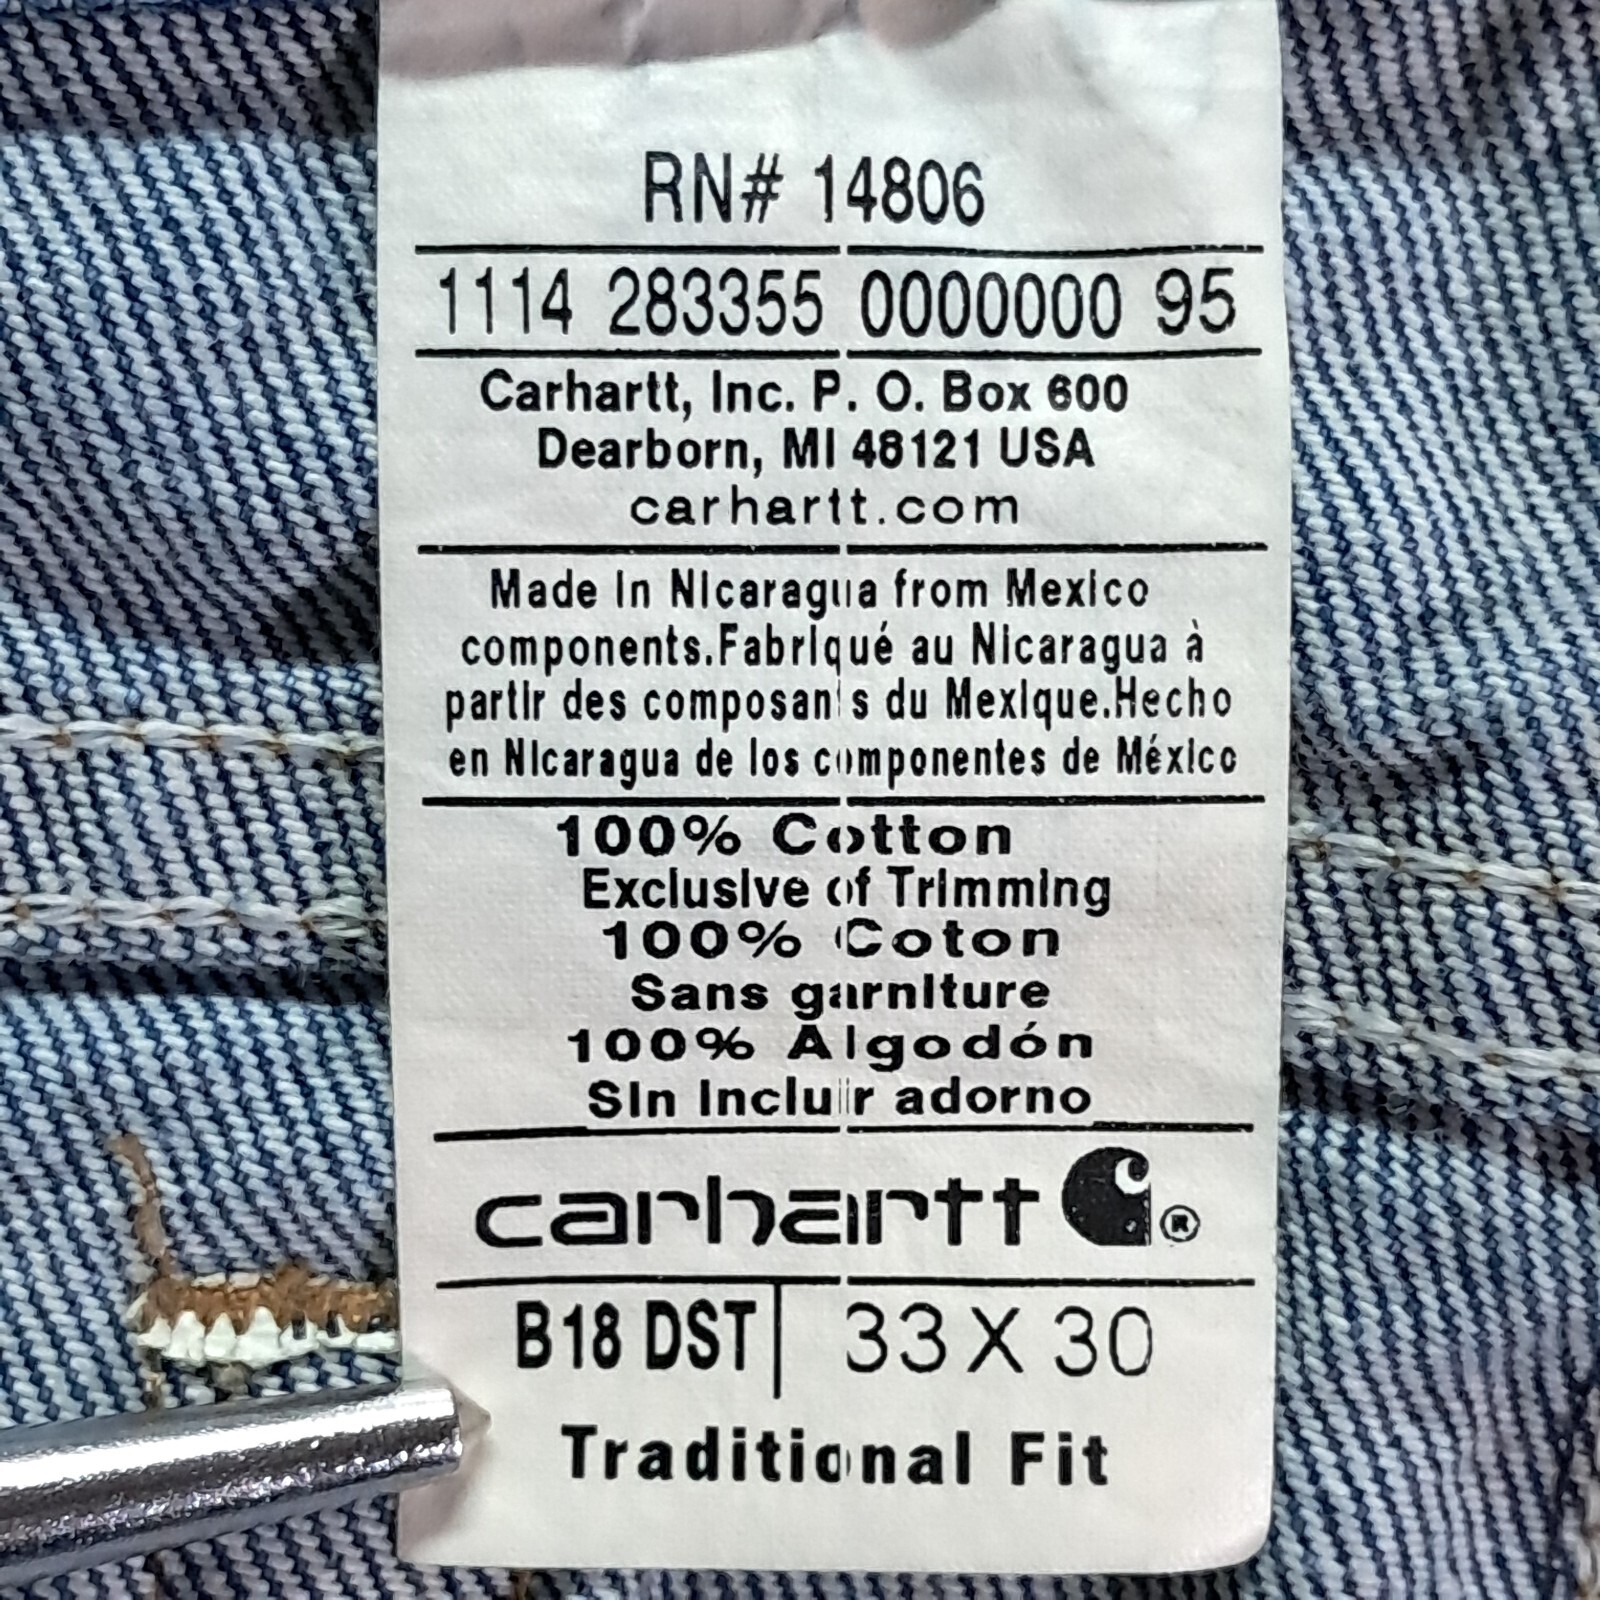 RN# 14806
1114 283355 0000000 95
Carhartt, Inc. P. O. Box 600
Dearborn, MI 48121 USA
carhartt.com
Made In Nicaragua from Mexico
components.Fabriqué au Nicaragua à
partir des composants du Mexique.Hecho
en Nicaragua de los componentes de México
100% Cotton
Exclusive of Trimming
100% Coton
Sans garniture
100% Algodón
Sin Incluir adorno
carhartt ®
B18 DST 33 X 30
Traditional Fit